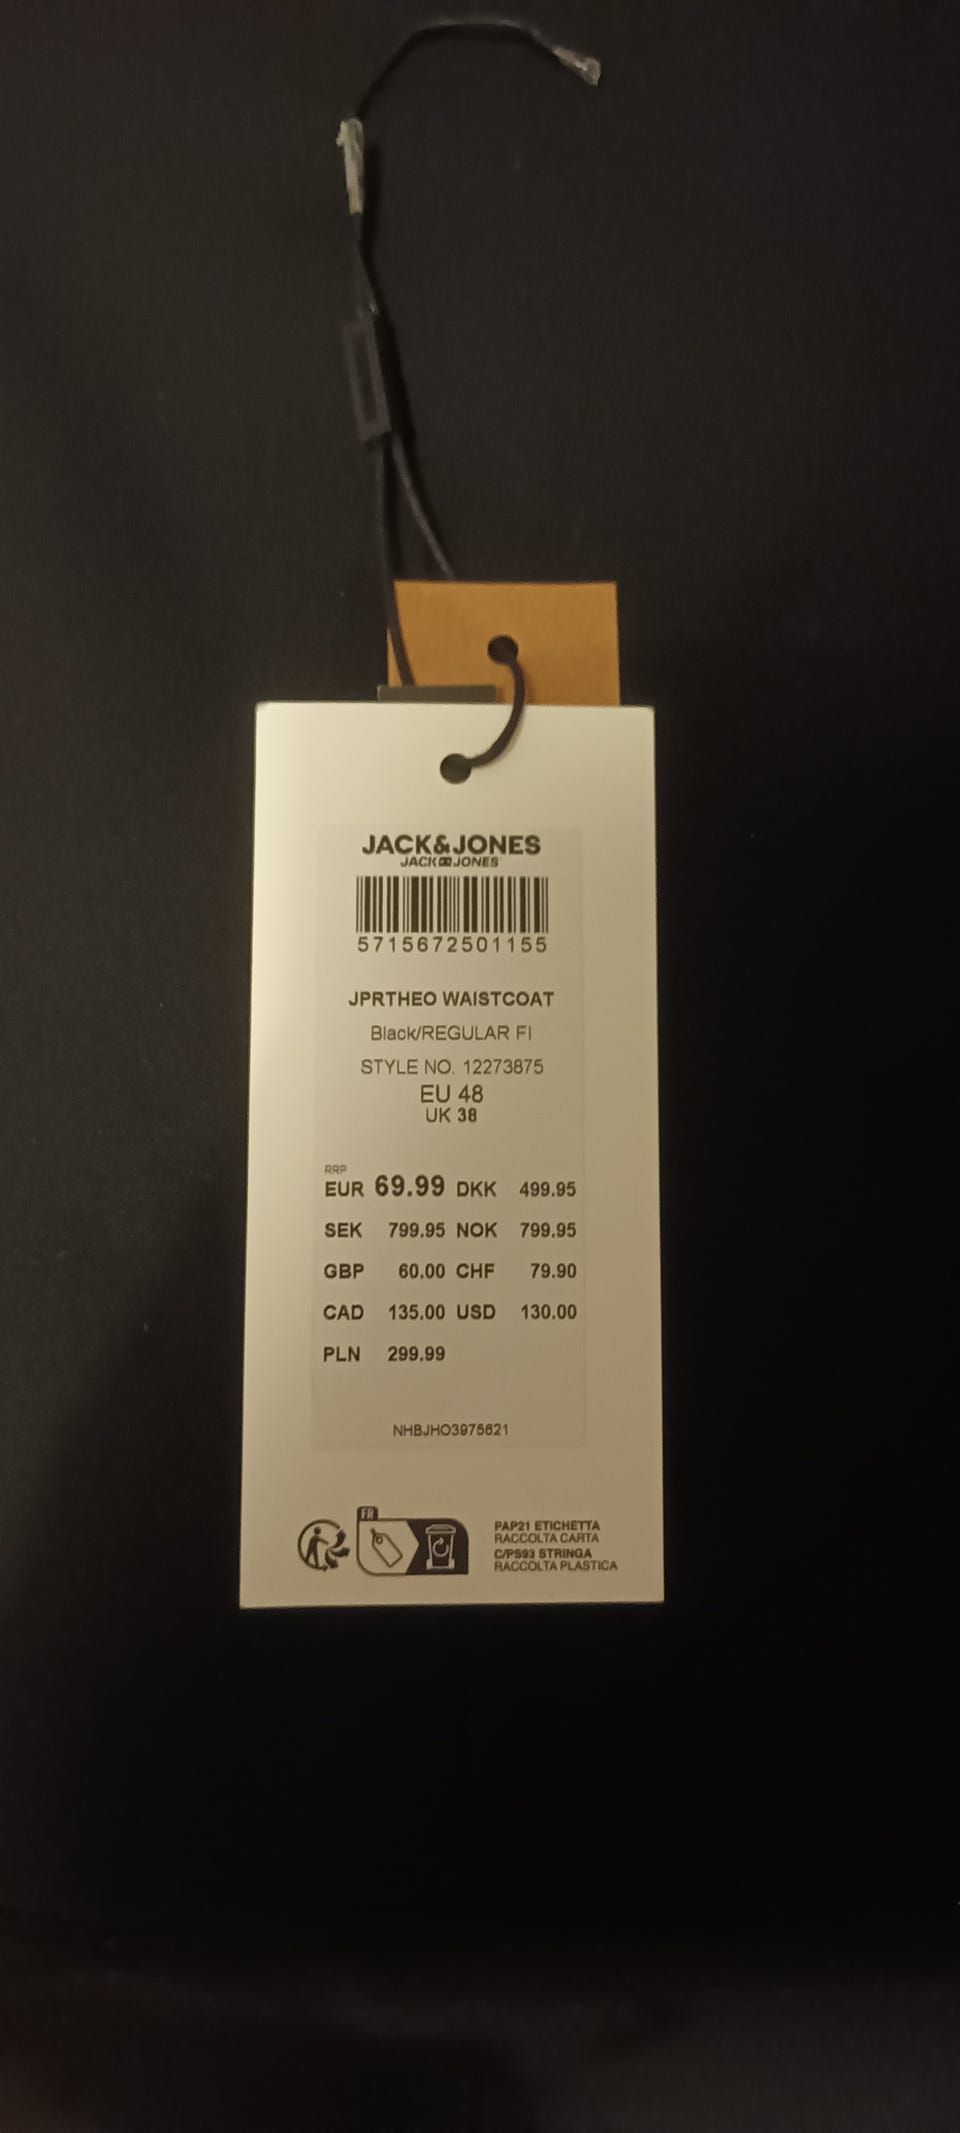 JACK&JONES
JACK JONES
5715672501155
JPRTHEO WAISTCOAT
Black/REGULAR FI
STYLE NO. 12273875
EU 48
UK 38
RRP
EUR 69.99 DKK 499.95
SEK 799.95 NOK 799.95
GBP 60.00 CHF 79.90
CAD 135.00 USD 130.00
PLN 299.99
NHBJHO3975621
FR
PAP21 ETICHETTA
RACCOLTA CARTA
C/PS93 STRINGA
RACCOLTA PLASTICA